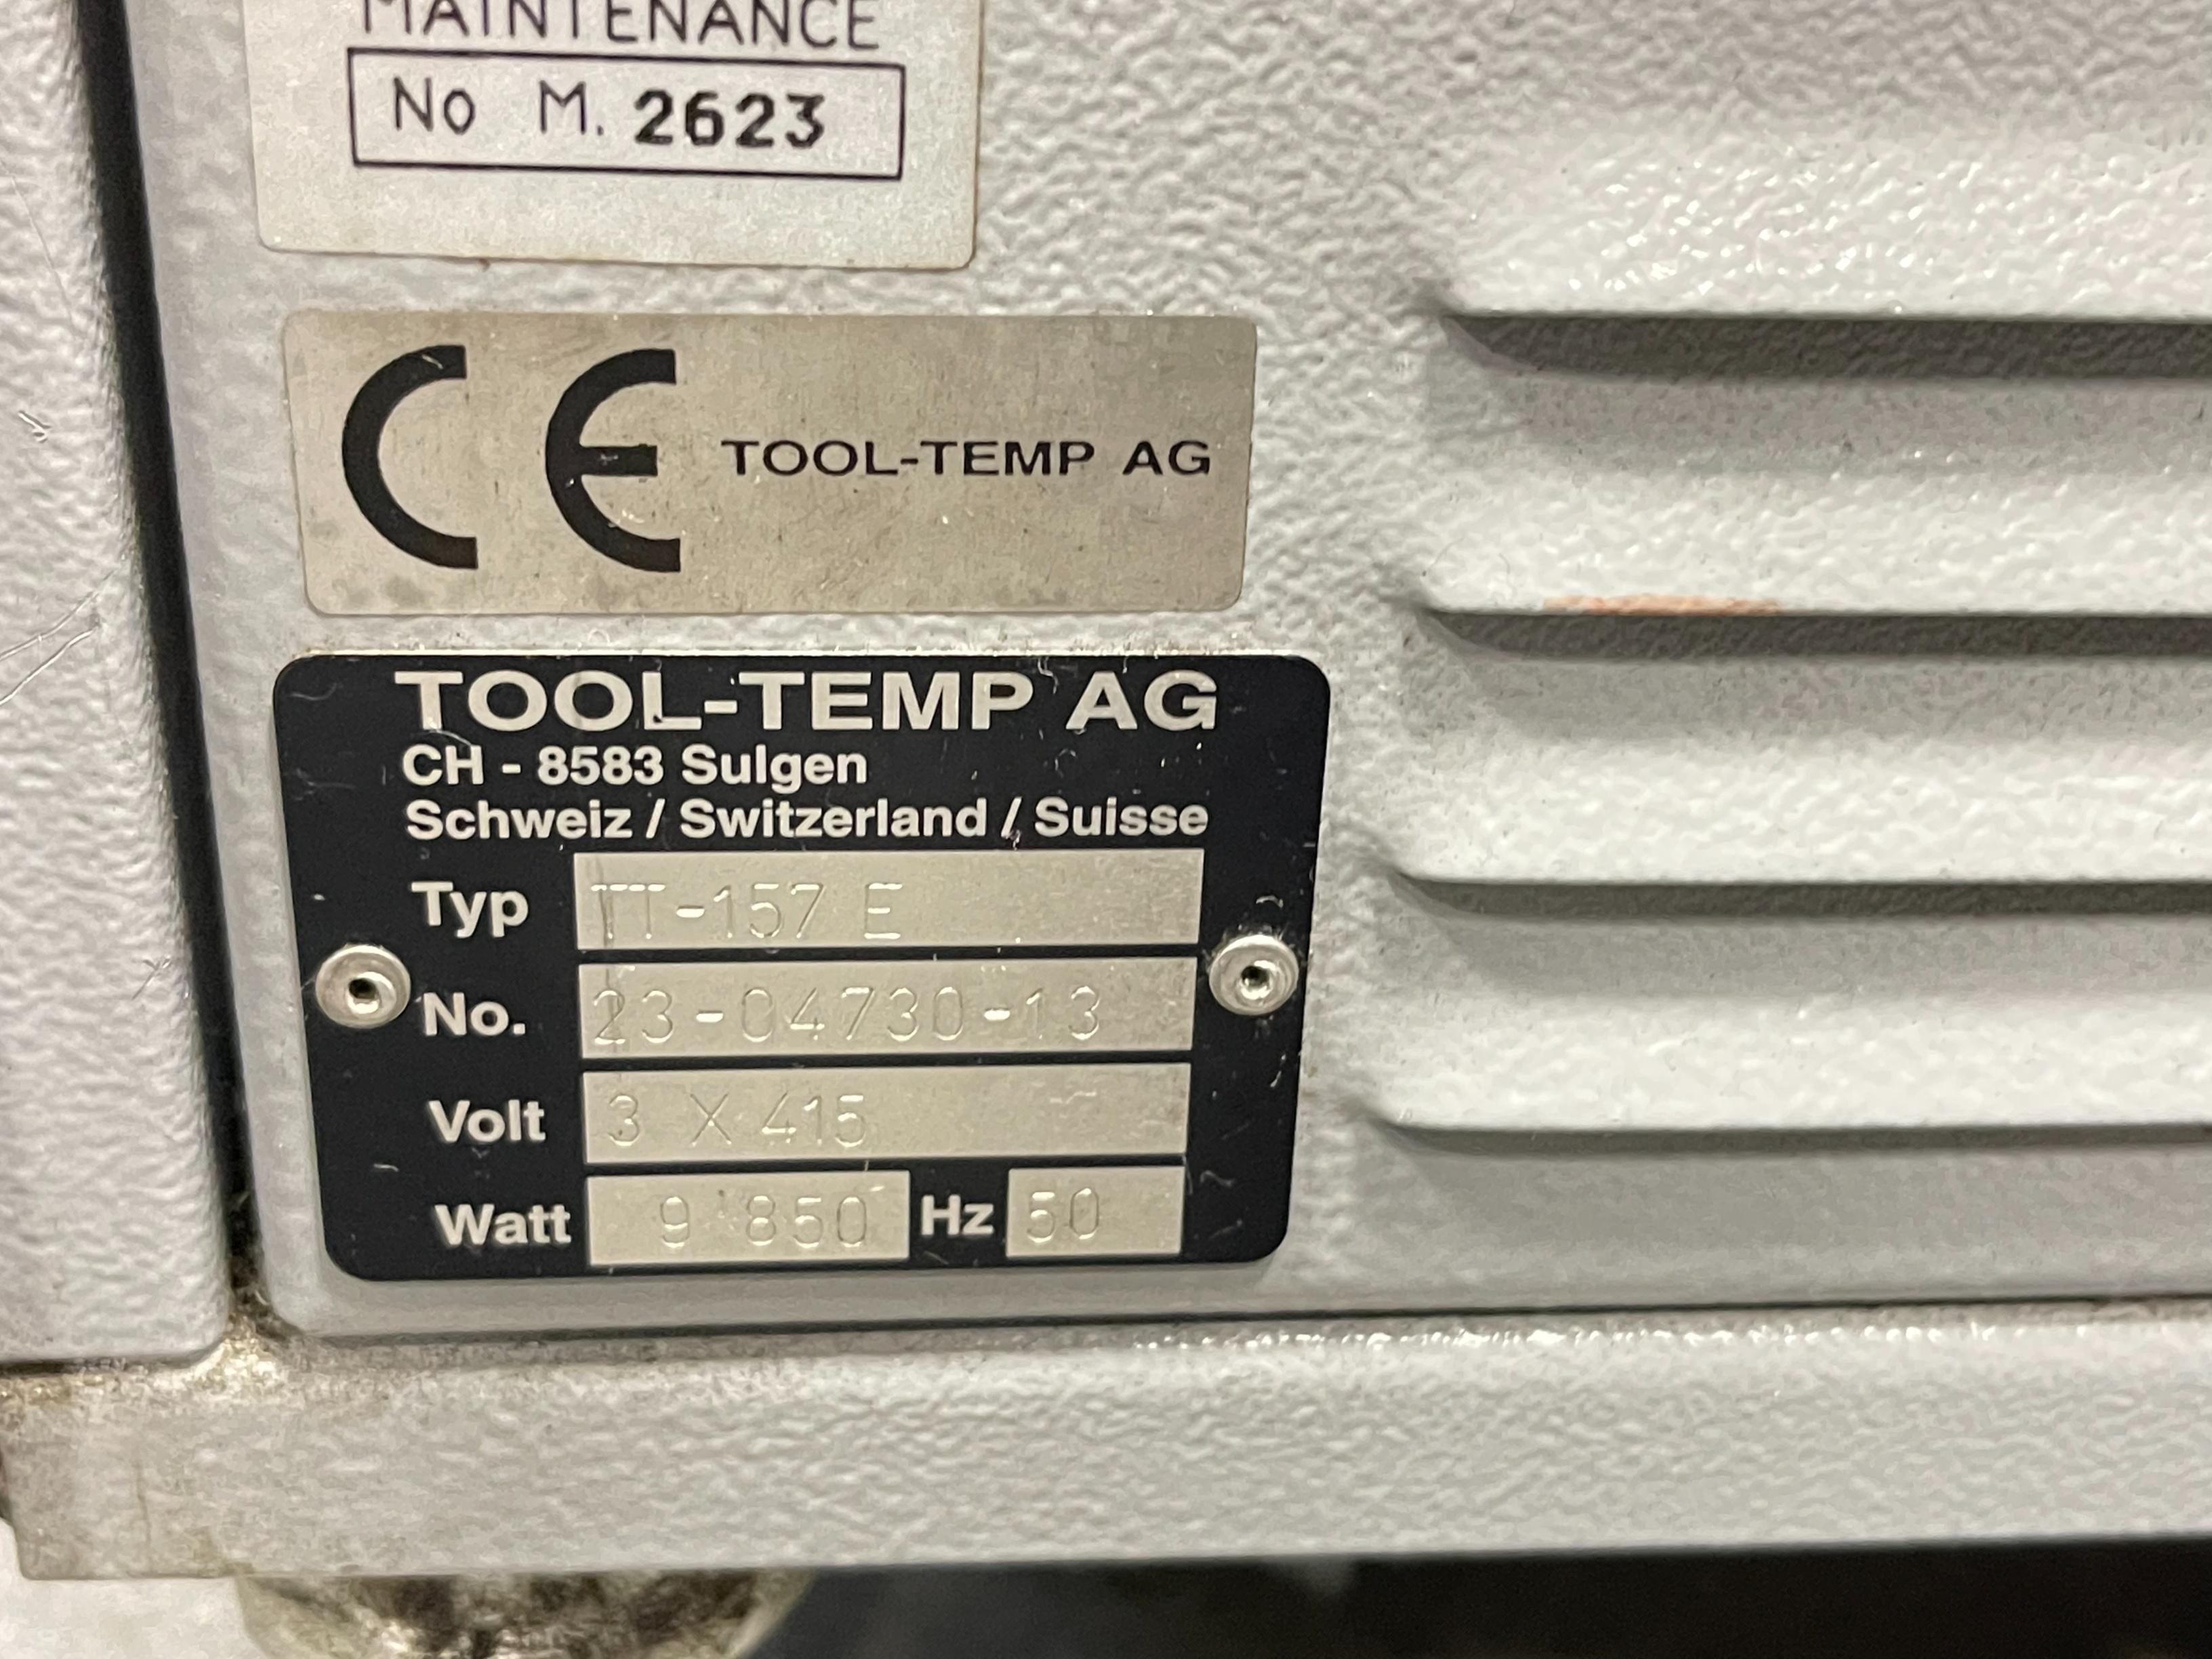 MAINTENANCE
No M. 2623
CE TOOL-TEMP AG
TOOL-TEMP AG
CH - 8583 Sulgen
Schweiz / Switzerland / Suisse
Typ TT-157 E
No. 23-04730-13
Volt 3 X 415
Watt 9 850 Hz 50